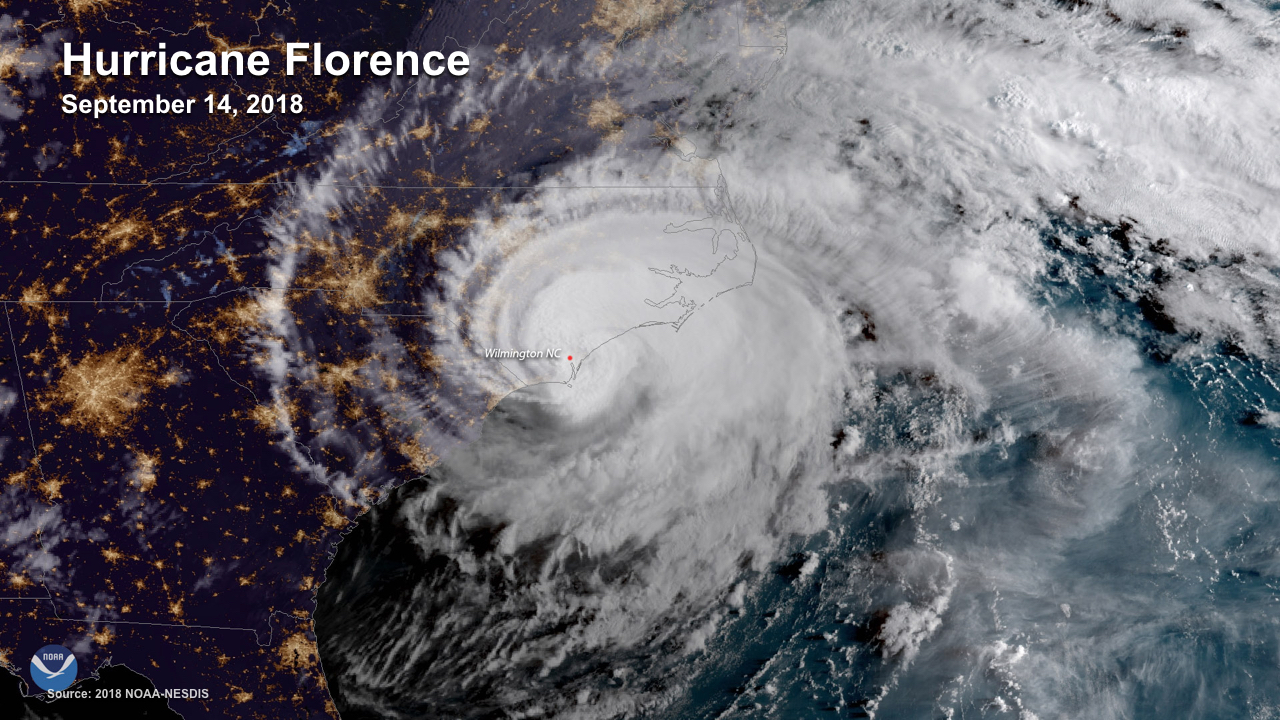 Hurricane Florence
September 14, 2018
Wilmington NC
NOAA
Source: 2018 NOAA-NESDIS